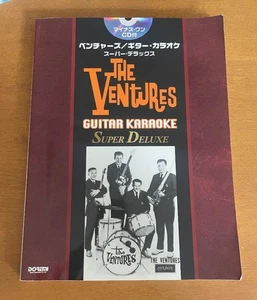 マイナス・ワン
CD付
ベンチャーズ/ギター・カラオケ
スーパー・デラックス
THE
VENTURES
GUITAR KARAOKE
SUPER DELUXE
the
VENTURES
THE VENTURES